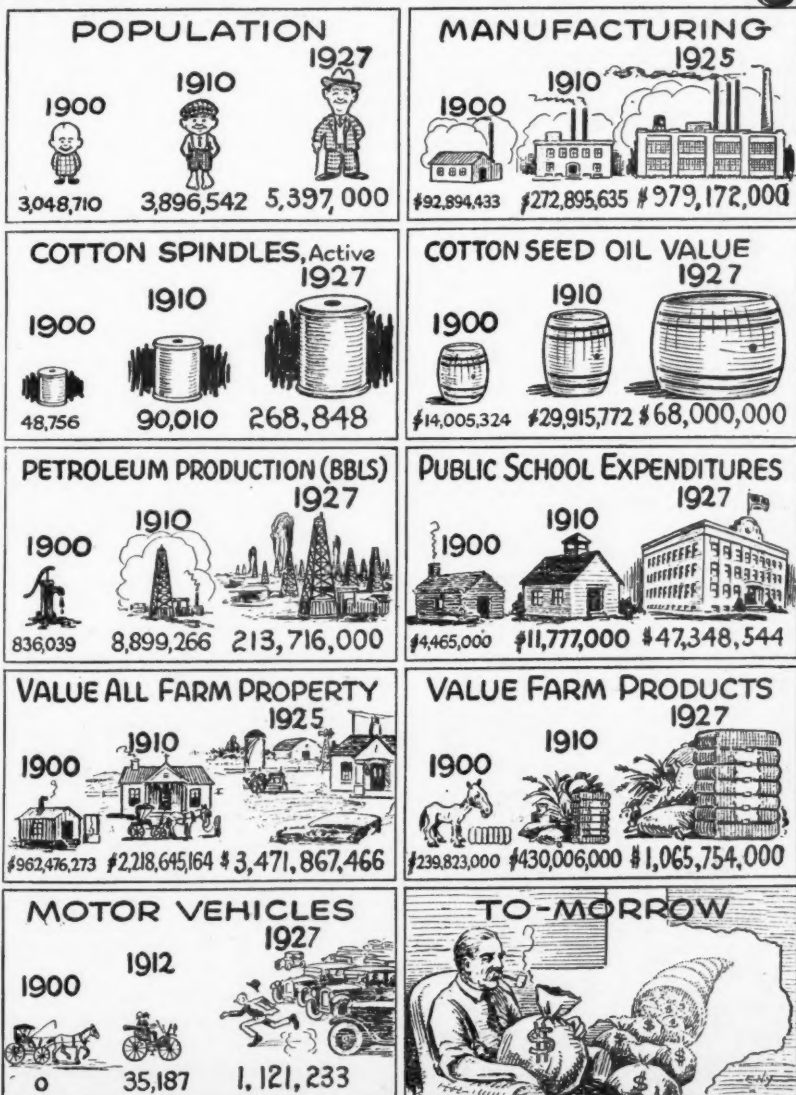 POPULATION
1927
1910
1900
3,048,710 3,896,542 5,397,000
MANUFACTURING
1925
1910
1900
$92,894,433 $272,895,635 $979,172,000
COTTON SPINDLES, Active
1927
1910
1900
48,756 90,010 268,848
COTTON SEED OIL VALUE
1927
1910
1900
$14,005,324 $29,915,772 $68,000,000
PETROLEUM PRODUCTION (BBLS)
1927
1910
1900
836,039 8,899,266 213,716,000
PUBLIC SCHOOL EXPENDITURES
1927
1910
1900
$4,465,000 $11,777,000 $47,348,544
VALUE ALL FARM PROPERTY
1925
1910
1900
$962,476,273 $2,218,645,164 $3,471,867,466
VALUE FARM PRODUCTS
1927
1910
1900
$239,823,000 $430,006,000 $1,065,754,000
MOTOR VEHICLES
1927
1912
1900
0 35,187 1,121,233
TO-MORROW
$ $
$
$ $